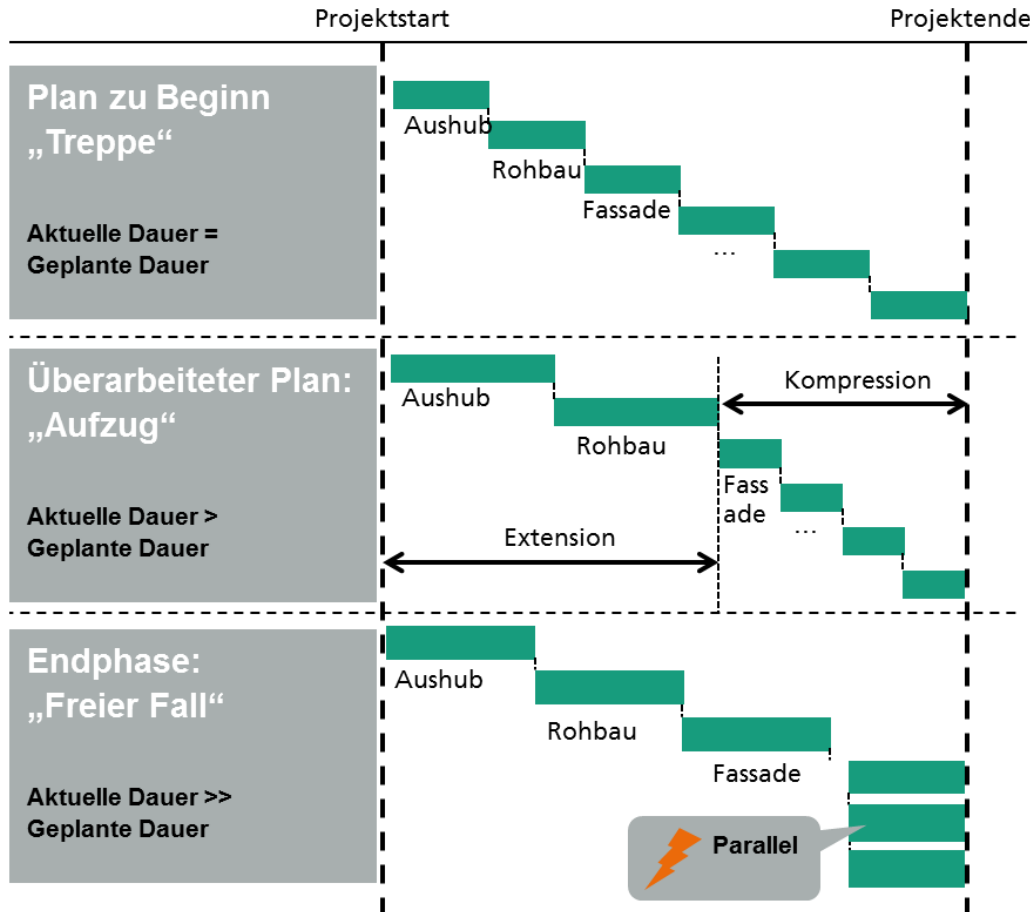 Projektstart
Projektende
Plan zu Beginn
„Treppe“
Aktuelle Dauer =
Geplante Dauer
Aushub
Rohbau
Fassade
...
Überarbeiteter Plan:
„Aufzug“
Aktuelle Dauer >
Geplante Dauer
Aushub
Rohbau
Kompression
Fass
ade
...
Extension
Endphase:
„Freier Fall“
Aktuelle Dauer >>
Geplante Dauer
Aushub
Rohbau
Fassade
Parallel